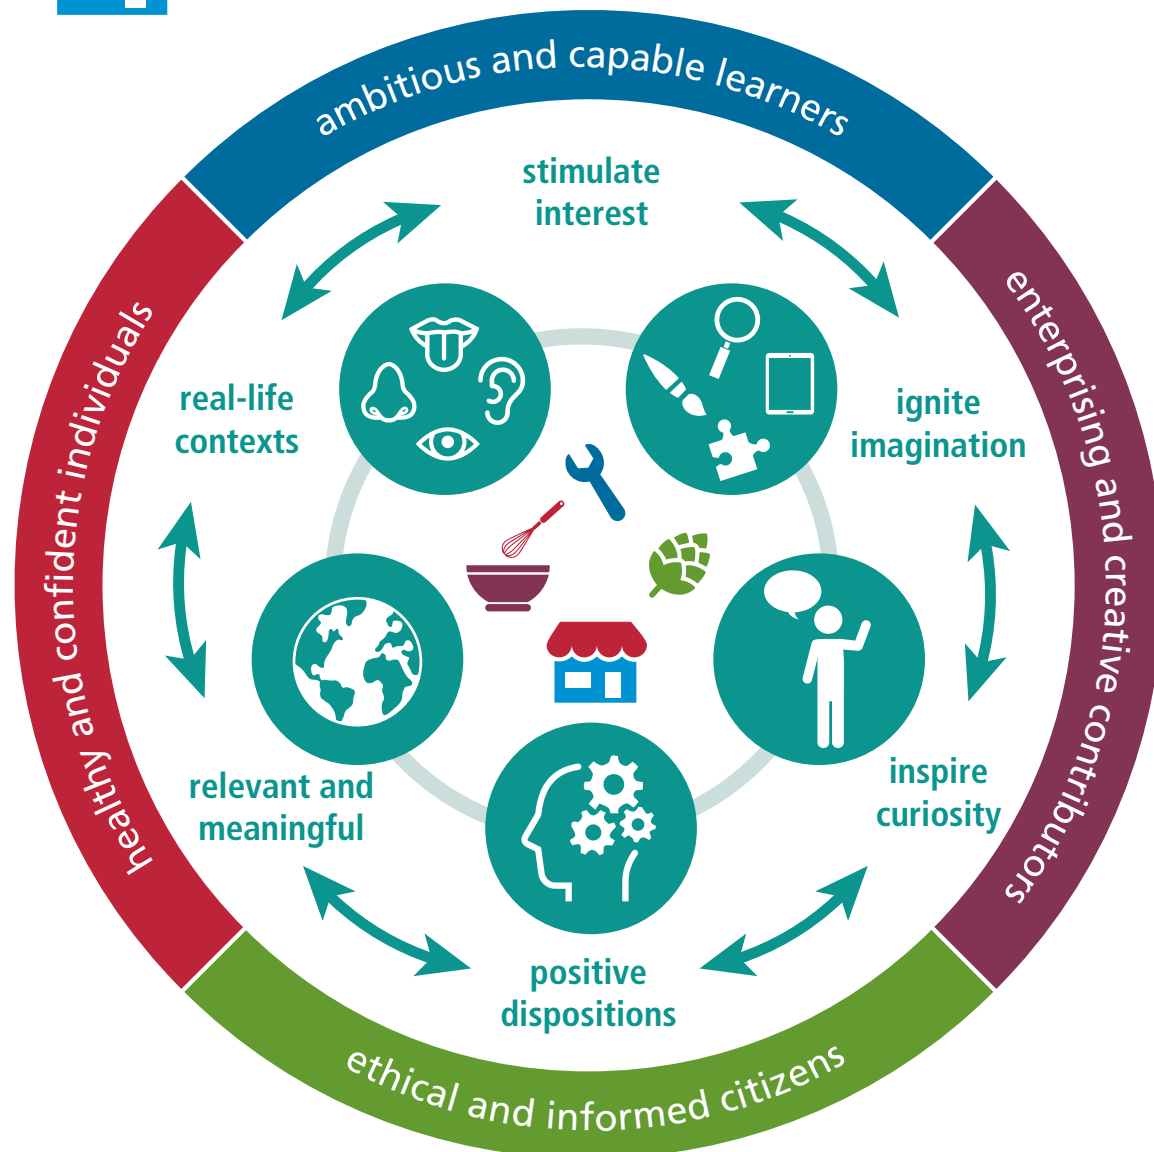 ambitious and capable learners
stimulate
interest
enterprising and creative contributors
ignite
imagination
inspire
curiosity
positive
dispositions
ethical and informed citizens
relevant and
meaningful
real-life
contexts
healthy and confident individuals